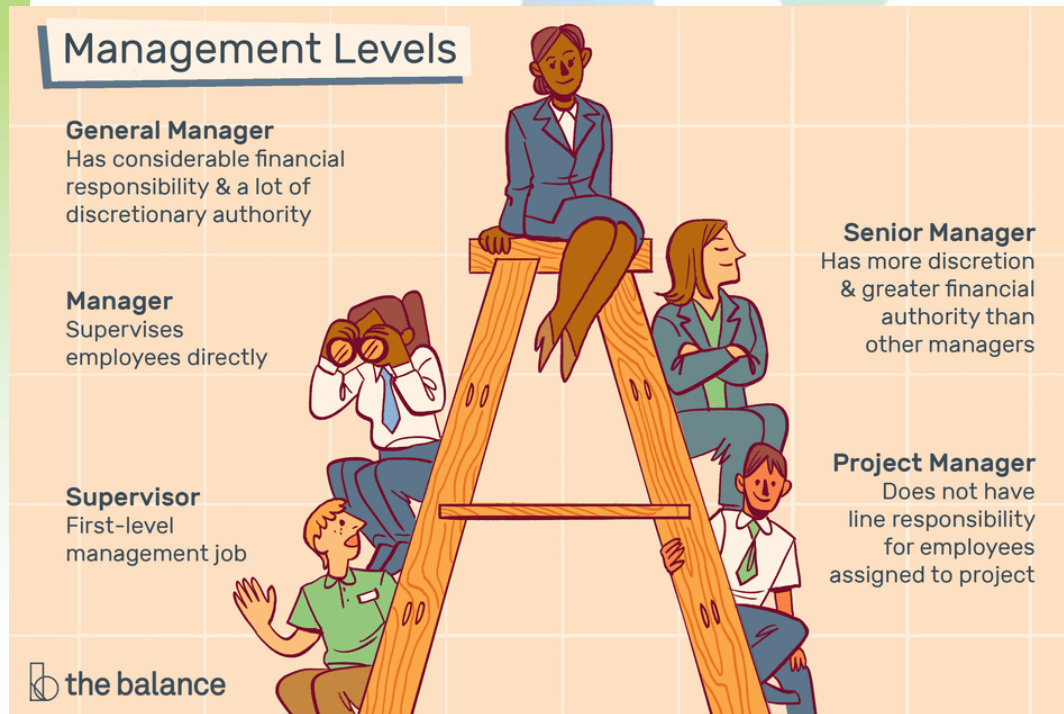 Management Levels
General Manager
Has considerable financial
responsibility & a lot of
discretionary authority
Manager
Supervises
employees directly
Supervisor
First-level
management job
Senior Manager
Has more discretion
& greater financial
authority than
other managers
Project Manager
Does not have
line responsibility
for employees
assigned to project
the balance